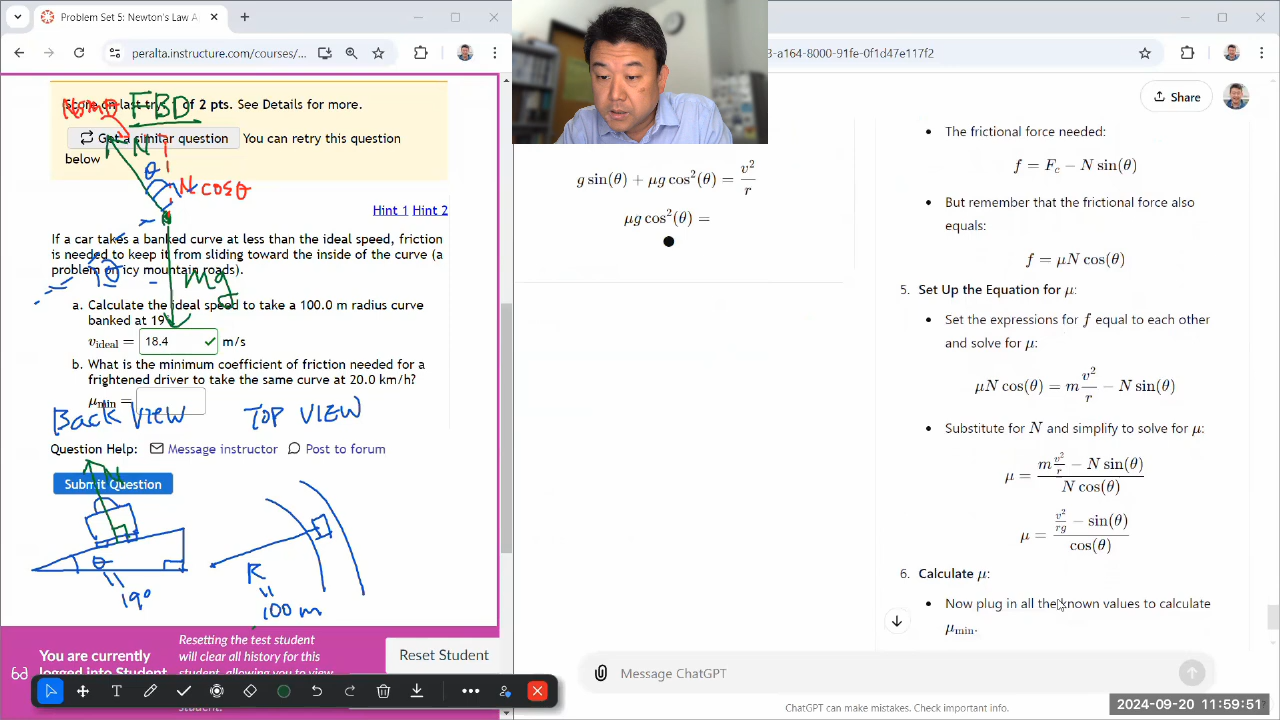 Problem Set 5: Newton's Law A
peralta.instructure.com/courses/
3-a164-8000-91fe-0f1d47e117f2
of 2 pts. See Details for more.
Get a similar question You can retry this question
below
FBD
N
θ
N cosθ
mg
θ
Hint 1 Hint 2
If a car takes a banked curve at less than the ideal speed, friction
is needed to keep it from sliding toward the inside of the curve (a
problem on icy mountain roads).
a. Calculate the ideal speed to take a 100.0 m radius curve
banked at 19
v_ideal = 18.4 m/s
b. What is the minimum coefficient of friction needed for a
frightened driver to take the same curve at 20.0 km/h?
μ_min =
BACK VIEW TOP VIEW
Question Help: Message instructor Post to forum
Submit Question
N
θ
19°
R
100 m
You are currently
logged into Student
Resetting the test student
will clear all history for this
student, allowing you to view
Reset Student
g sin(θ) + μg cos²(θ) = v²/r
μg cos²(θ) =
Share
• The frictional force needed:
f = F_c − N sin(θ)
• But remember that the frictional force also
equals:
f = μN cos(θ)
5. Set Up the Equation for μ:
• Set the expressions for f equal to each other
and solve for μ:
μN cos(θ) = m v²/r − N sin(θ)
• Substitute for N and simplify to solve for μ:
μ = (m v²/r − N sin(θ)) / (N cos(θ))
μ = (v²/rg − sin(θ)) / cos(θ)
6. Calculate μ:
• Now plug in all the known values to calculate
μ_min.
Message ChatGPT
ChatGPT can make mistakes. Check important info.
2024-09-20 11:59:51